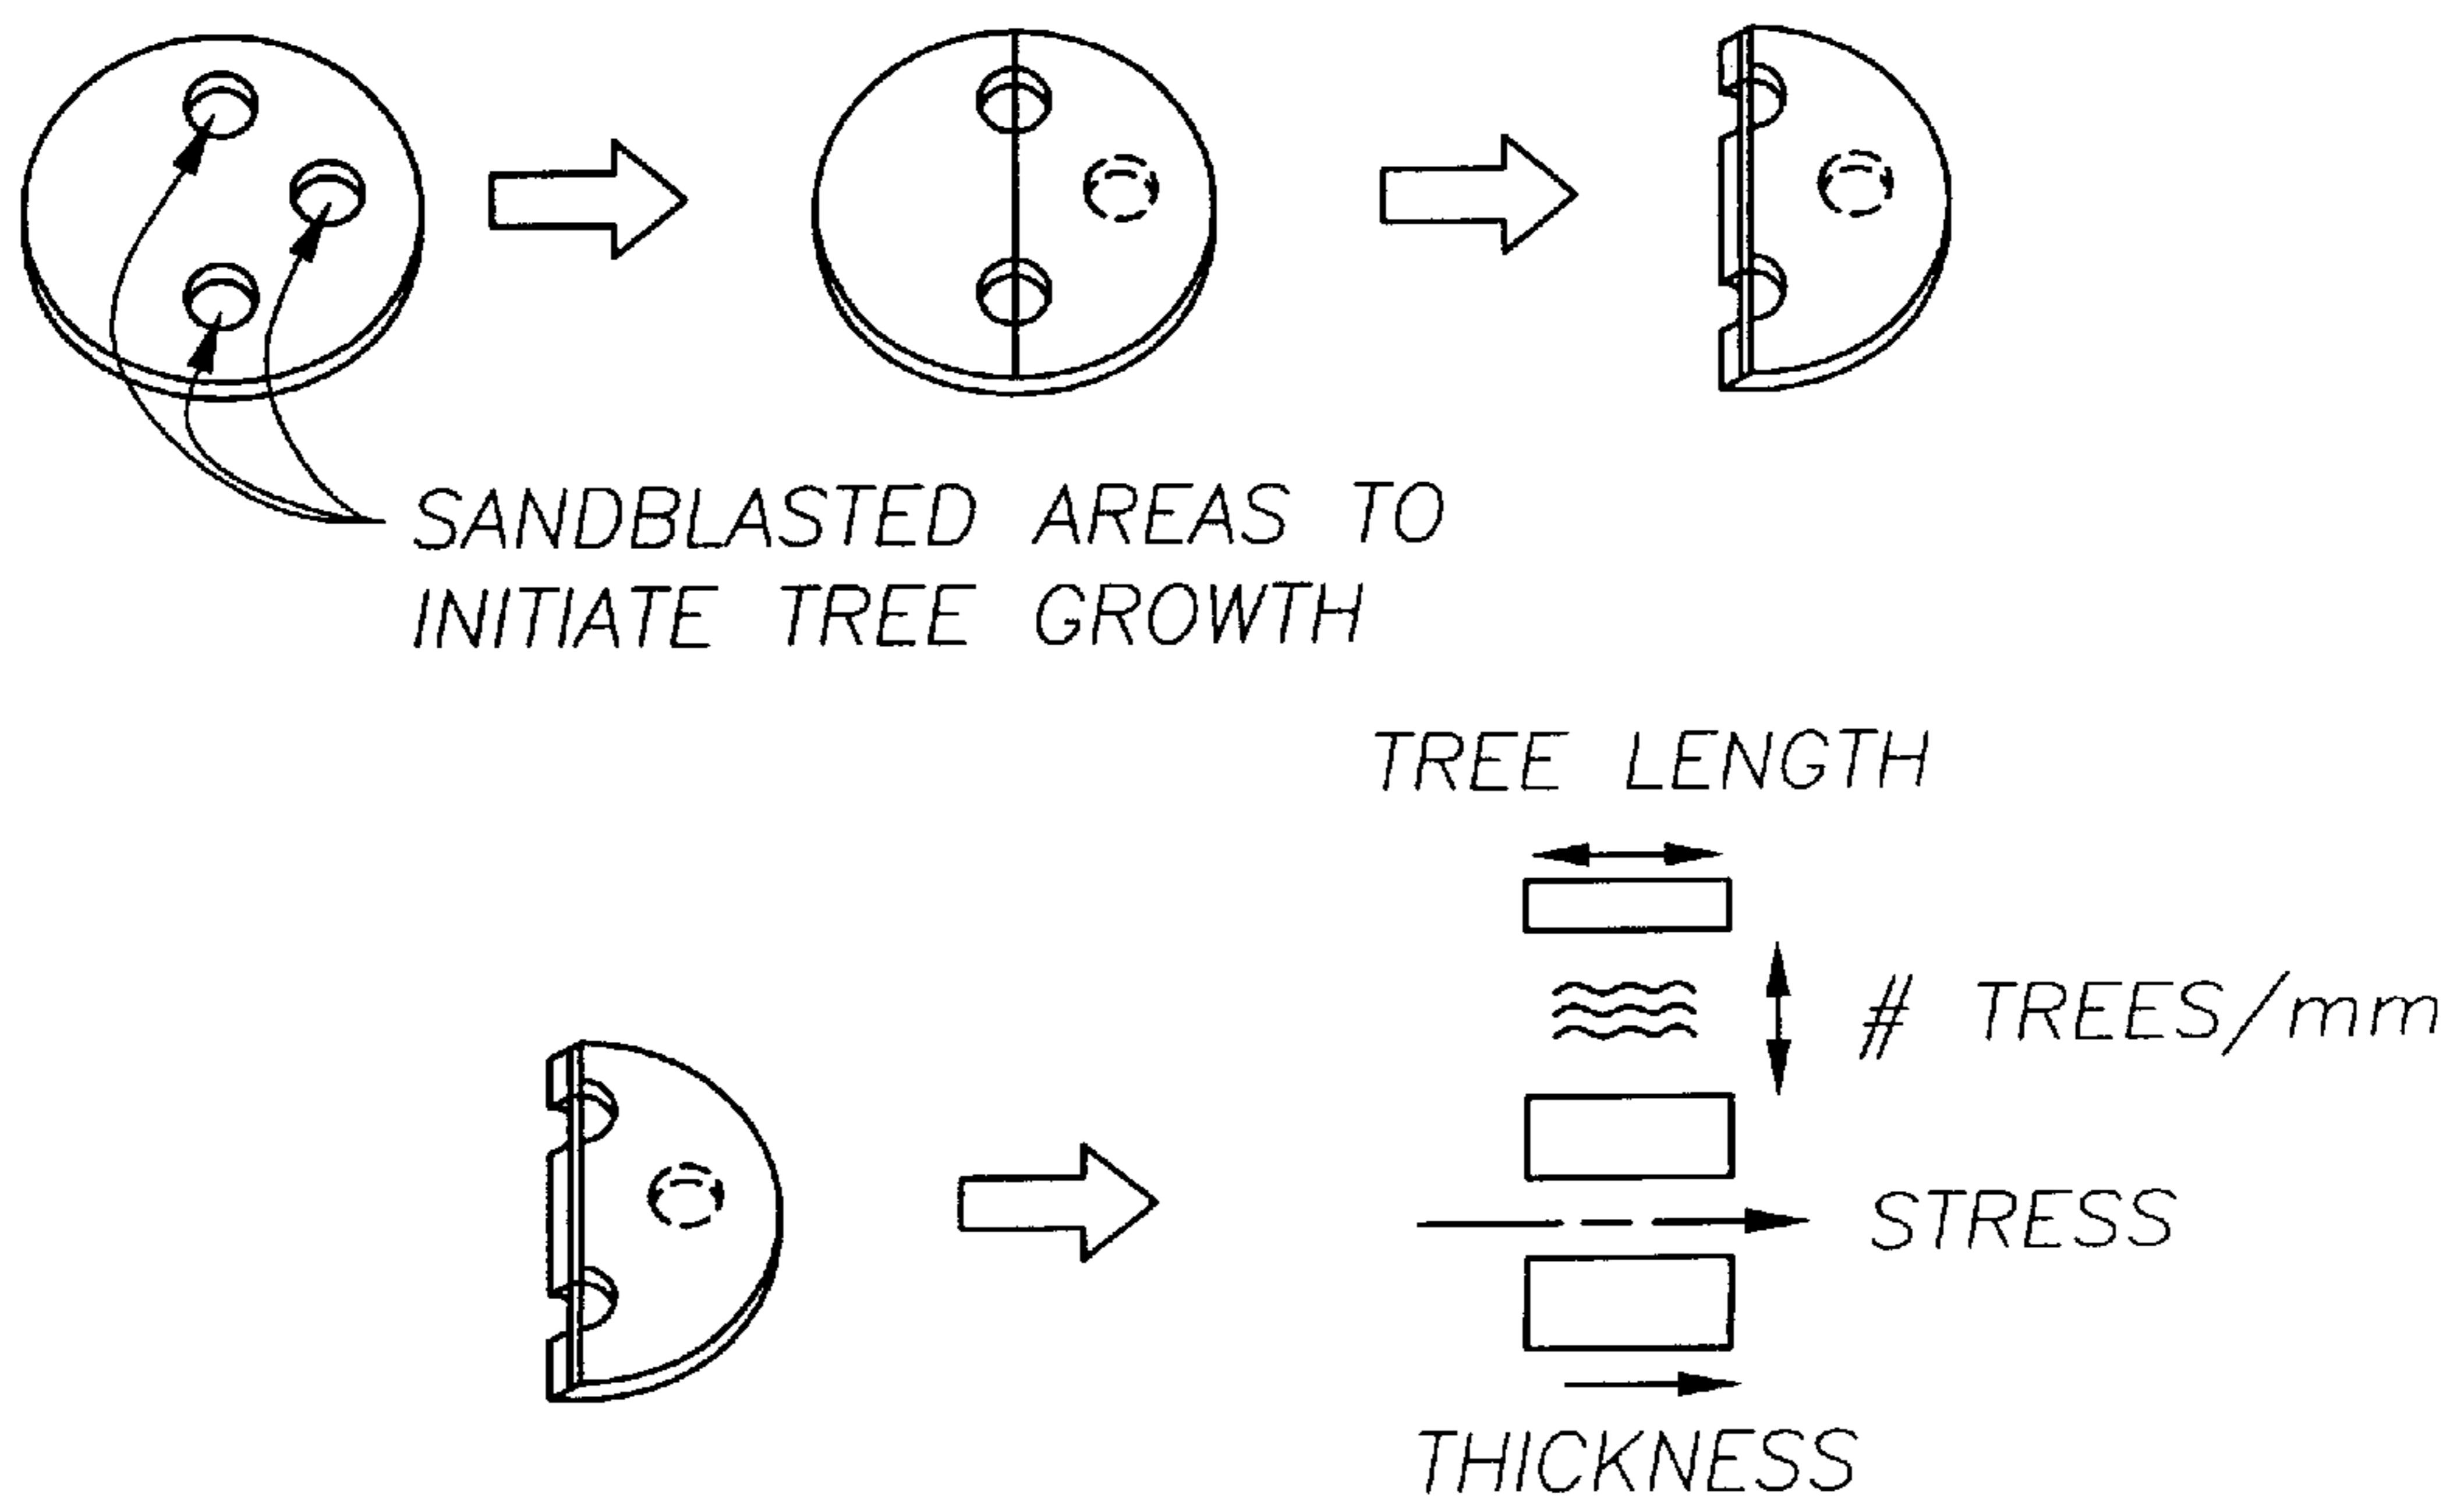 SANDBLASTED AREAS TO
INITIATE TREE GROWTH
TREE LENGTH
# TREES/mm
STRESS
THICKNESS